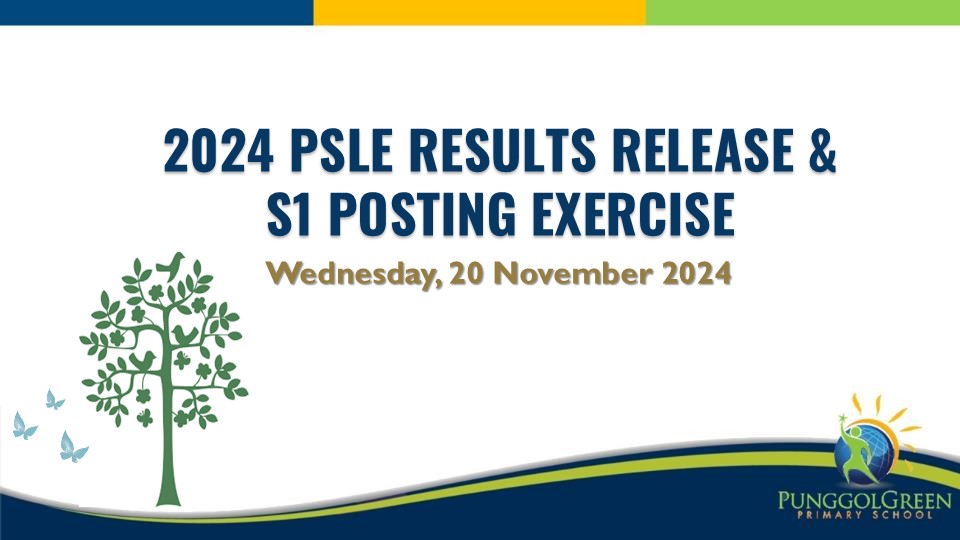 2024 PSLE RESULTS RELEASE &
S1 POSTING EXERCISE
Wednesday, 20 November 2024
PUNGGOLGREEN
PRIMARY SCHOOL